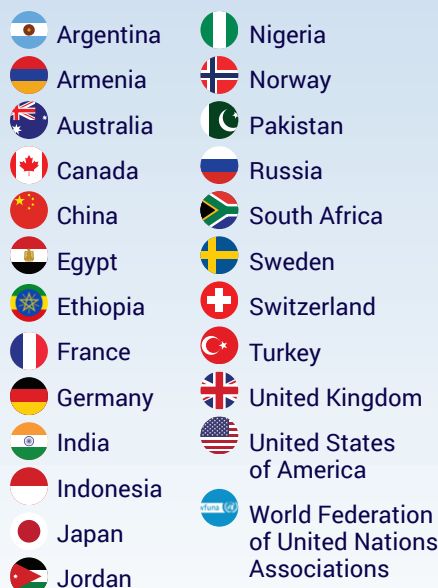 Argentina
Armenia
Australia
Canada
China
Egypt
Ethiopia
France
Germany
India
Indonesia
Japan
Jordan
Nigeria
Norway
Pakistan
Russia
South Africa
Sweden
Switzerland
Turkey
United Kingdom
United States
of America
wfuna
World Federation
of United Nations
Associations